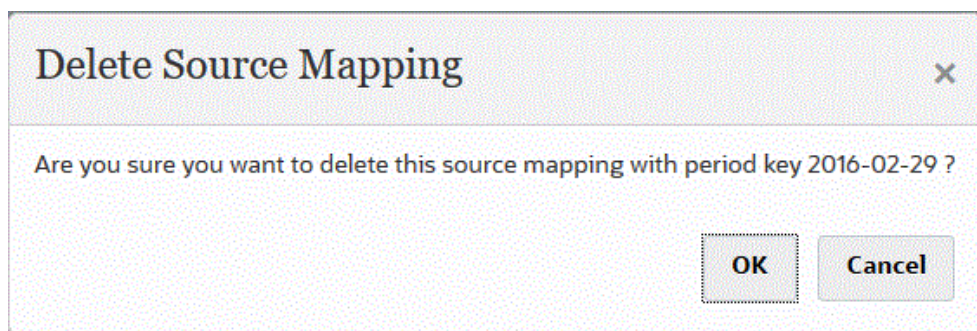 Delete Source Mapping
Are you sure you want to delete this source mapping with period key 2016-02-29 ?
OK
Cancel